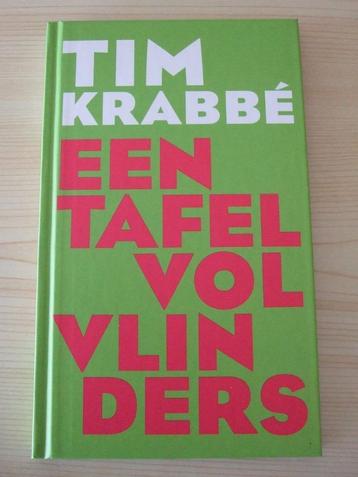 TIM
KRABBÉ
EEN
TAFEL
VOL
VLIN
DERS